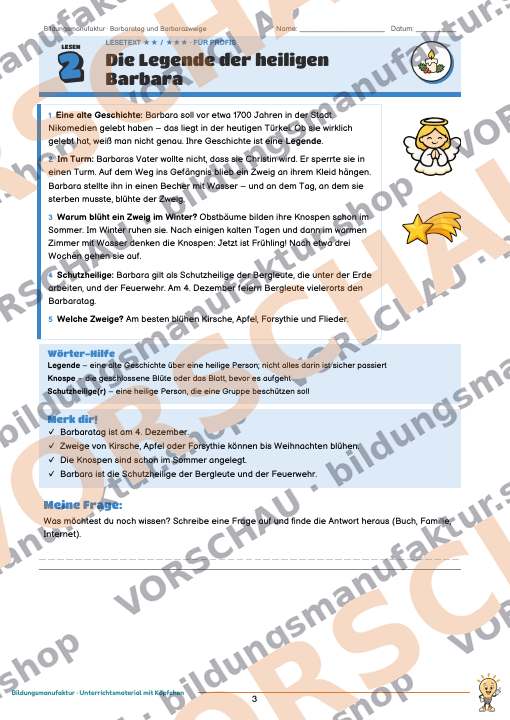 Bildungsmanufaktur · Barbaratag und Barbarazweige Name: Datum:
LESEN
2
LESETEXT ★★ / ★★★ · FÜR PROFIS
Die Legende der heiligen
Barbara
1 Eine alte Geschichte: Barbara soll vor etwa 1700 Jahren in der Stadt
Nikomedien gelebt haben – das liegt in der heutigen Türkei. Ob sie wirklich
gelebt hat, weiß man nicht genau. Ihre Geschichte ist eine Legende.
2 Im Turm: Barbaras Vater wollte nicht, dass sie Christin wird. Er sperrte sie in
einen Turm. Auf dem Weg ins Gefängnis blieb ein Zweig an ihrem Kleid hängen.
Barbara stellte ihn in einen Becher mit Wasser – und an dem Tag, an dem sie
sterben musste, blühte der Zweig.
3 Warum blüht ein Zweig im Winter? Obstbäume bilden ihre Knospen schon im
Sommer. Im Winter ruhen sie. Nach einigen kalten Tagen und dann im warmen
Zimmer mit Wasser denken die Knospen: Jetzt ist Frühling! Nach etwa drei
Wochen gehen sie auf.
4 Schutzheilige: Barbara gilt als Schutzheilige der Bergleute, die unter der Erde
arbeiten, und der Feuerwehr. Am 4. Dezember feiern Bergleute vielerorts den
Barbaratag.
5 Welche Zweige? Am besten blühen Kirsche, Apfel, Forsythie und Flieder.
Wörter-Hilfe
Legende – eine alte Geschichte über eine heilige Person; nicht alles darin ist sicher passiert
Knospe – die geschlossene Blüte oder das Blatt, bevor es aufgeht
Schutzheilige(r) – eine heilige Person, die eine Gruppe beschützen soll
Merk dir!
✓ Barbaratag ist am 4. Dezember.
✓ Zweige von Kirsche, Apfel oder Forsythie können bis Weihnachten blühen.
✓ Die Knospen sind schon im Sommer angelegt.
✓ Barbara ist die Schutzheilige der Bergleute und der Feuerwehr.
Meine Frage:
Was möchtest du noch wissen? Schreibe eine Frage auf und finde die Antwort heraus (Buch, Familie,
Internet).
VORSCHAU · bildungsmanufaktur.shop
VORSCHAU
Bildungsmanufaktur · Unterrichtsmaterial mit Köpfchen
3